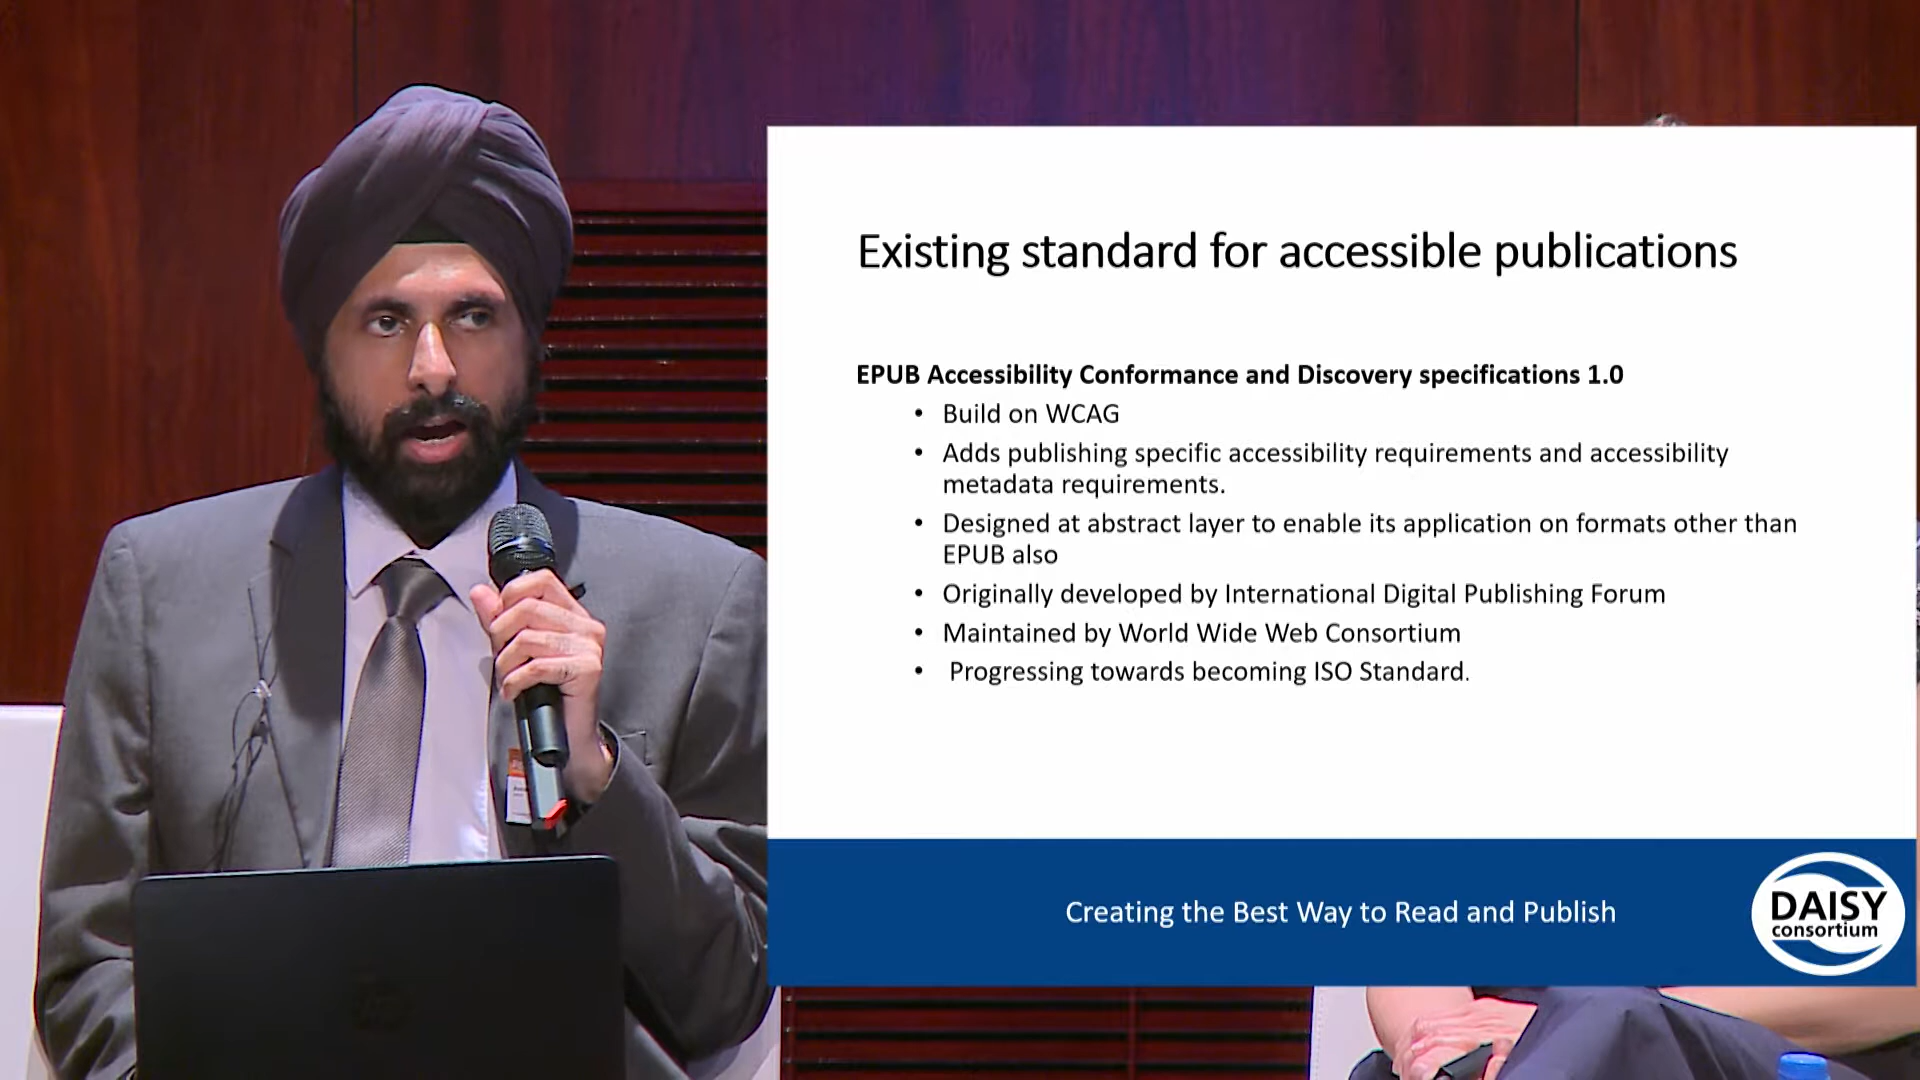 Existing standard for accessible publications
EPUB Accessibility Conformance and Discovery specifications 1.0
• Build on WCAG
• Adds publishing specific accessibility requirements and accessibility
metadata requirements.
• Designed at abstract layer to enable its application on formats other than
EPUB also
• Originally developed by International Digital Publishing Forum
• Maintained by World Wide Web Consortium
• Progressing towards becoming ISO Standard.
Creating the Best Way to Read and Publish
DAISY
consortium